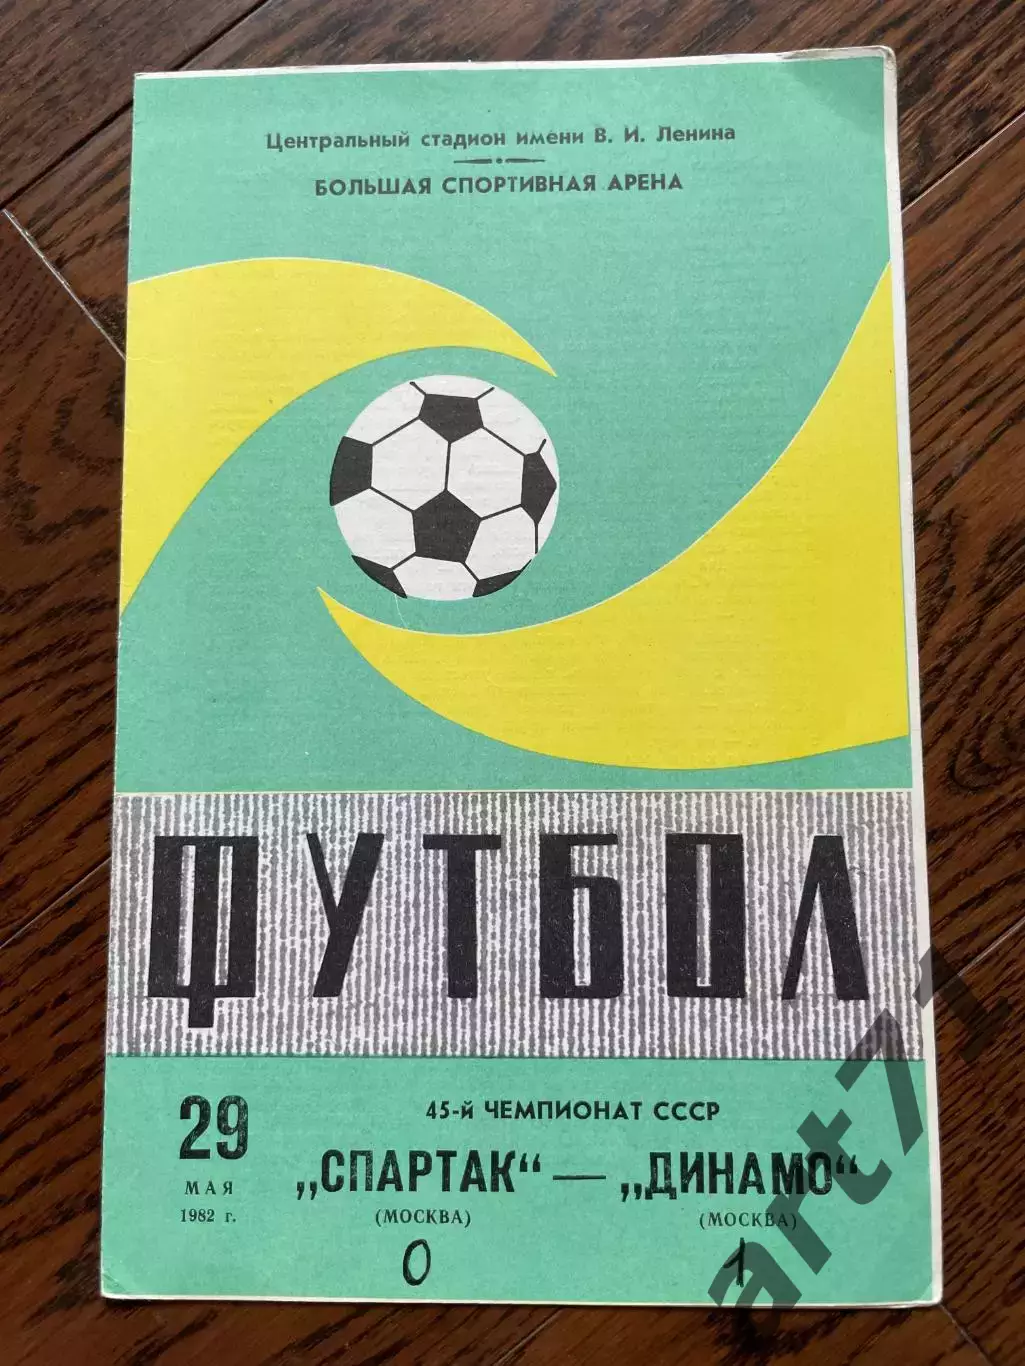 Центральный стадион имени В. И. Ленина
БОЛЬШАЯ СПОРТИВНАЯ АРЕНА
ФУТБОЛ
29
МАЯ
1982 г.
45-й ЧЕМПИОНАТ СССР
„СПАРТАК“ — „ДИНАМО“
(МОСКВА) (МОСКВА)
0 1
art71